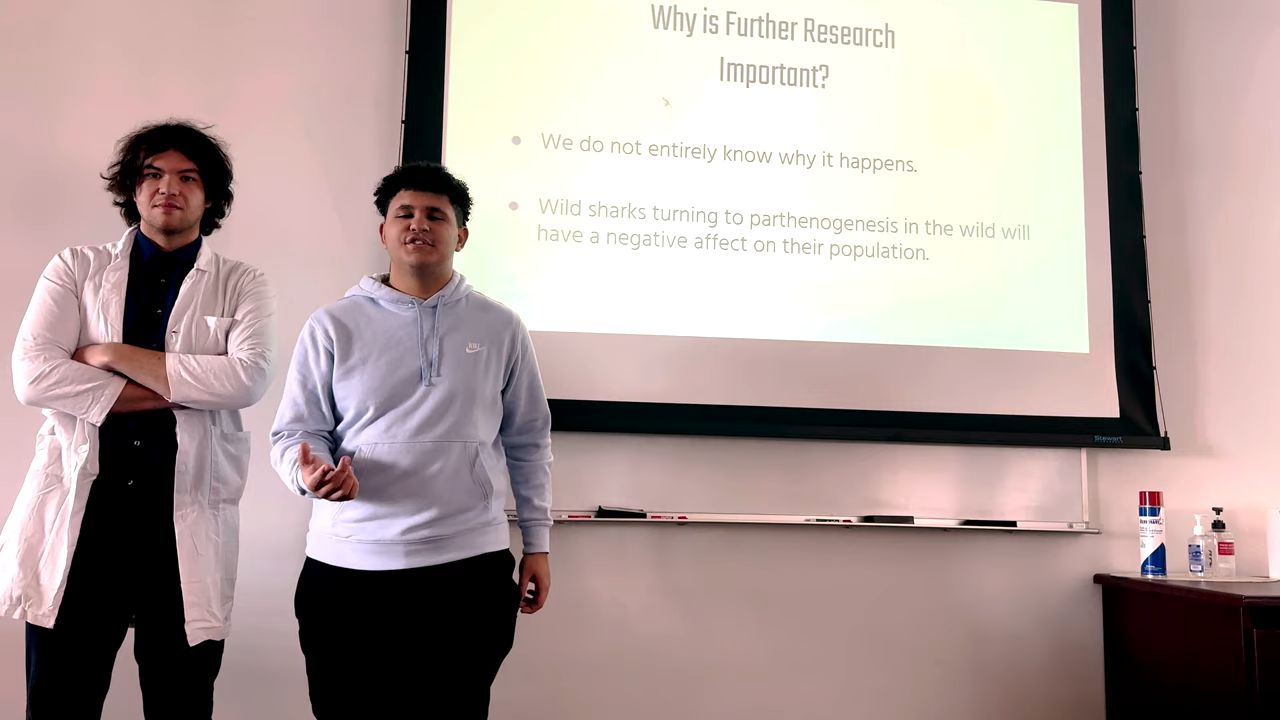 Why is Further Research
Important?
We do not entirely know why it happens.
Wild sharks turning to parthenogenesis in the wild will
have a negative affect on their population.
Stewart